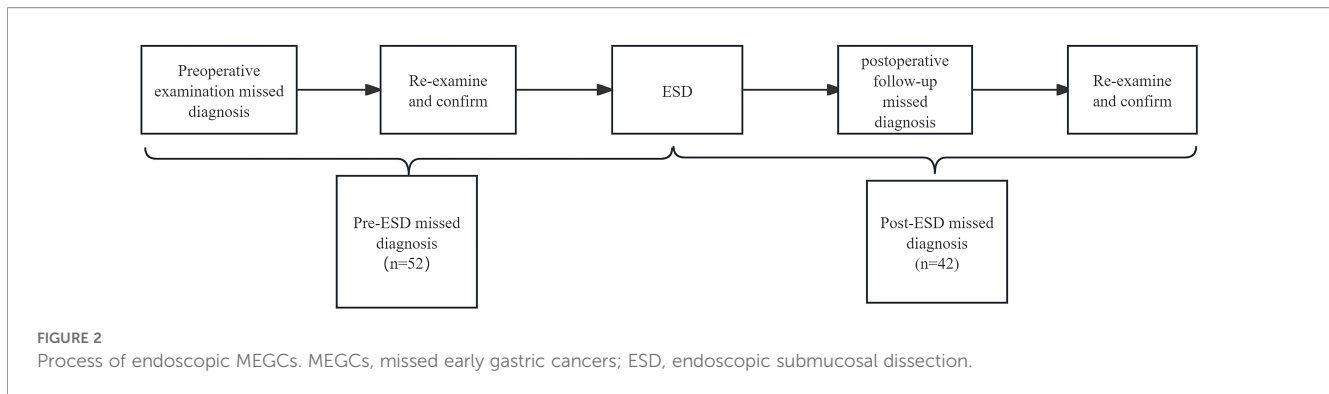 Preoperative
examination missed
diagnosis
Re-examine
and confirm
ESD
postoperative
follow-up
missed
diagnosis
Re-examine
and confirm
Pre-ESD missed
diagnosis
(n=52)
Post-ESD missed
diagnosis
(n=42)
FIGURE 2
Process of endoscopic MEGCs. MEGCs, missed early gastric cancers; ESD, endoscopic submucosal dissection.